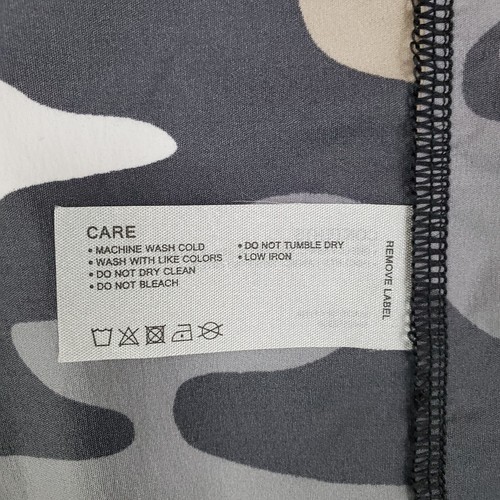 CARE
• MACHINE WASH COLD
• WASH WITH LIKE COLORS
• DO NOT DRY CLEAN
• DO NOT BLEACH
• DO NOT TUMBLE DRY
• LOW IRON
REMOVE LABEL